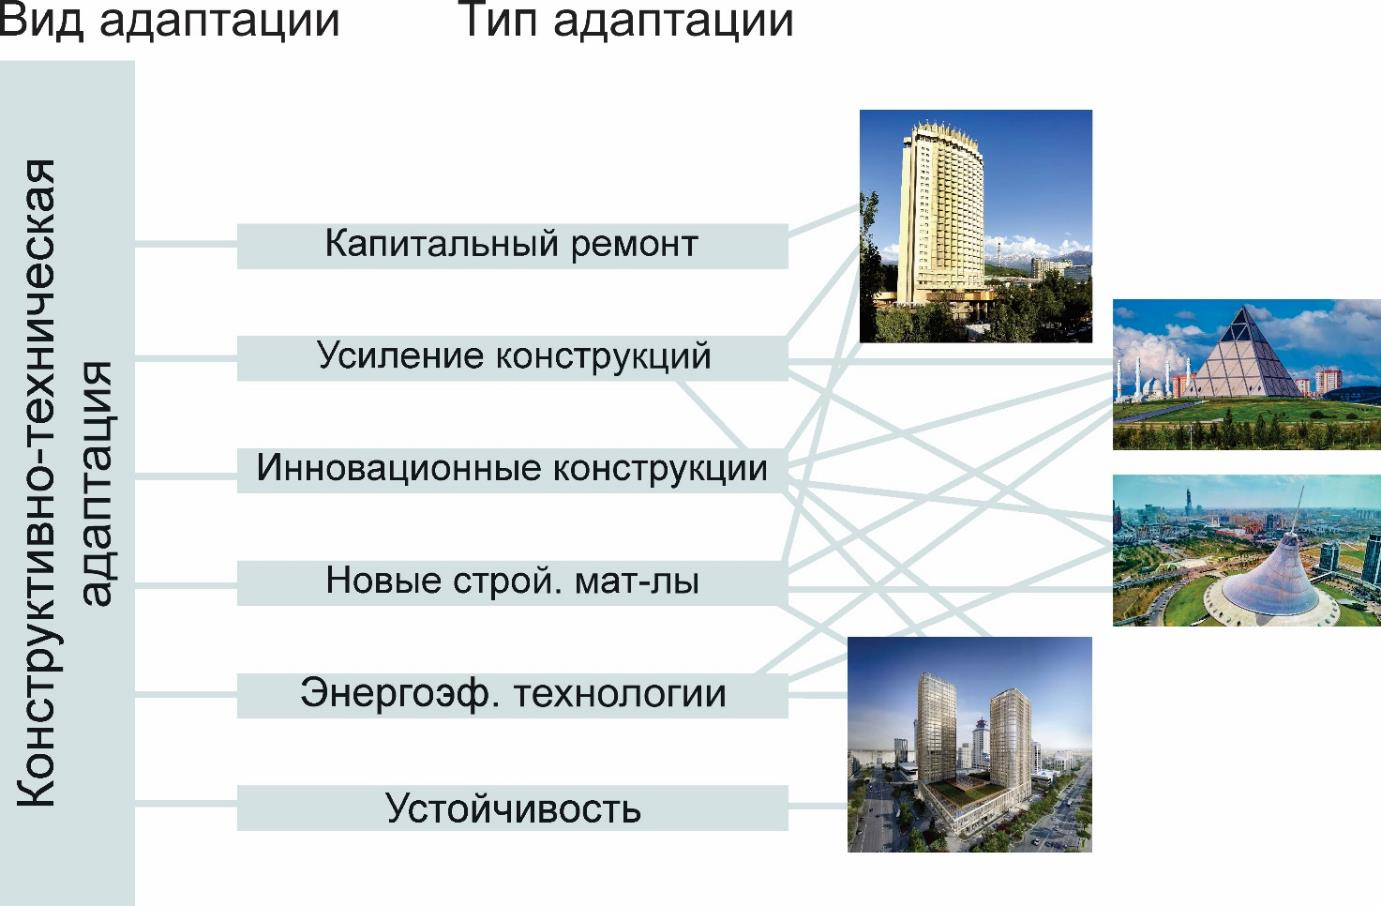 Вид адаптации
Тип адаптации
Конструктивно-техническая
адаптация
Капитальный ремонт
Усиление конструкций
Инновационные конструкции
Новые строй. мат-лы
Энергоэф. технологии
Устойчивость